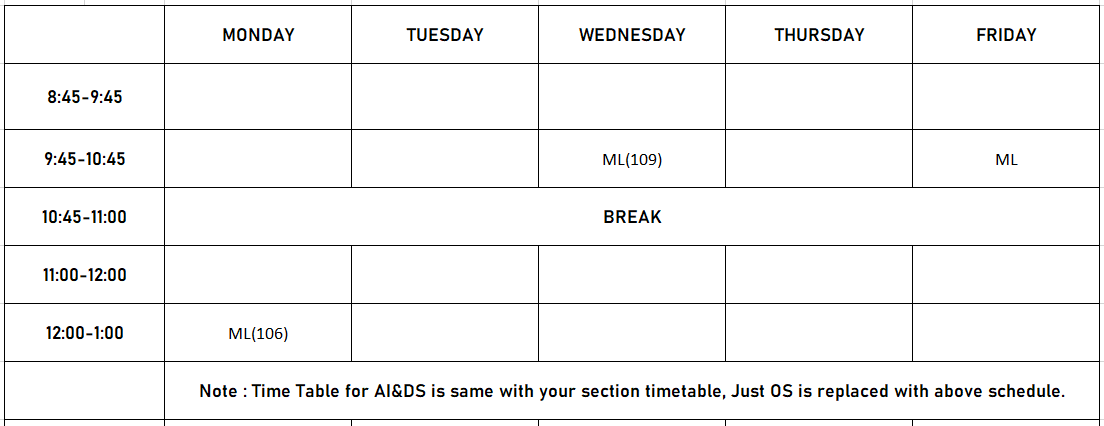 MONDAY TUESDAY WEDNESDAY THURSDAY FRIDAY
8:45-9:45
9:45-10:45 ML(109) ML
10:45-11:00 BREAK
11:00-12:00
12:00-1:00 ML(106)
Note : Time Table for AI&DS is same with your section timetable, Just OS is replaced with above schedule.